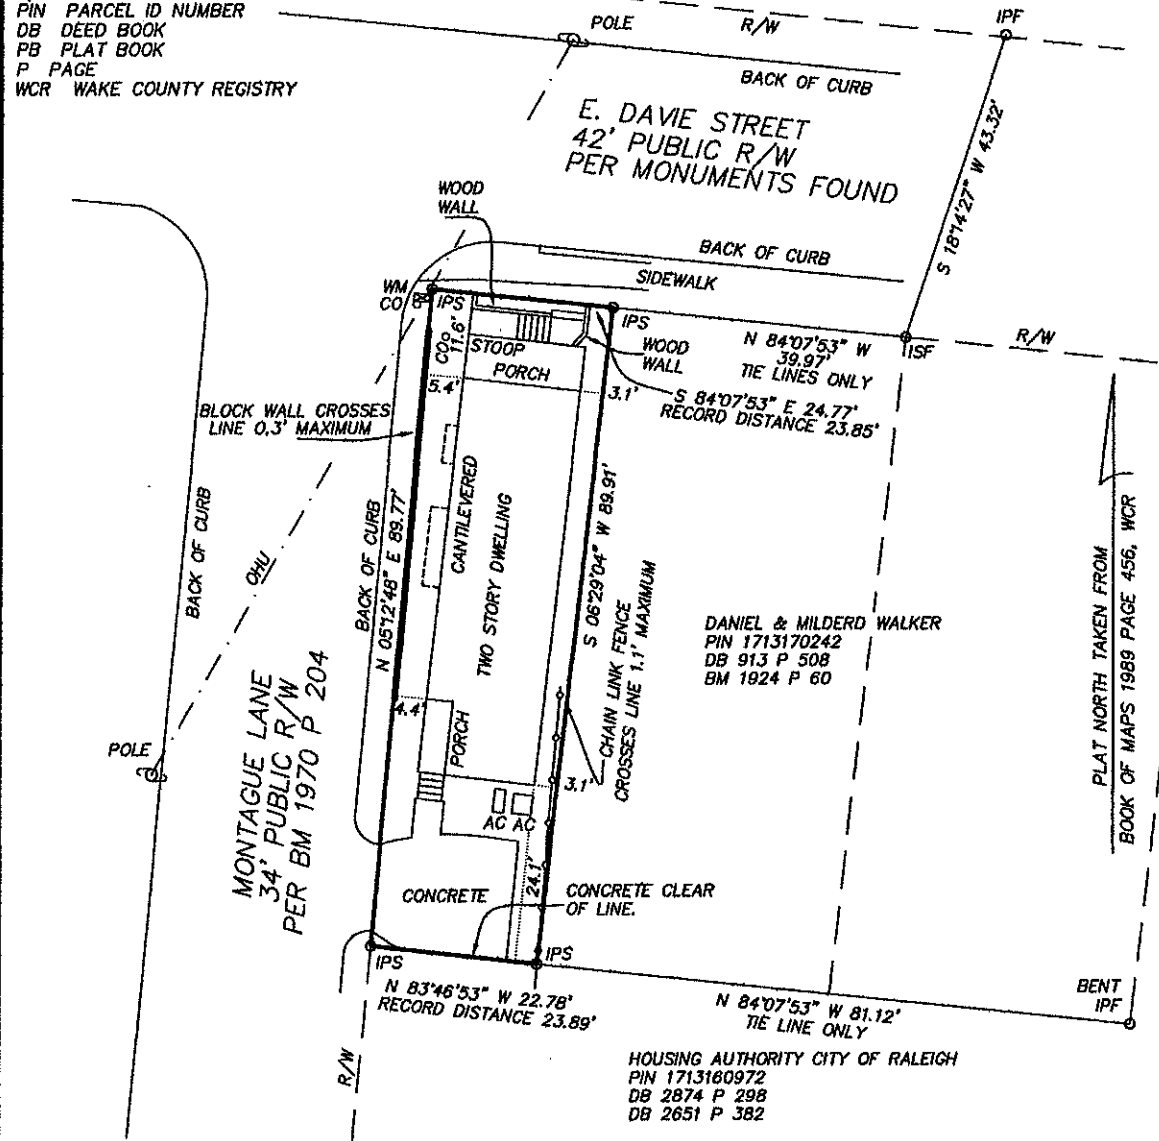 PIN PARCEL ID NUMBER
DB DEED BOOK
PB PLAT BOOK
P PAGE
WCR WAKE COUNTY REGISTRY
POLE
R/W
IPF
BACK OF CURB
E. DAVIE STREET
42' PUBLIC R/W
PER MONUMENTS FOUND
S 18°14'27" W 43.32'
WOOD
WALL
BACK OF CURB
SIDEWALK
WM
CO
IPS
IPS
CO
11.6'
STOOP
PORCH
WOOD
WALL
N 84°07'53" W
39.97'
TIE LINES ONLY
ISF
R/W
5.4'
3.1'
S 84°07'53" E 24.77'
RECORD DISTANCE 23.85'
BLOCK WALL CROSSES
LINE 0.3' MAXIMUM
BACK OF CURB
OHU
BACK OF CURB
N 05°12'48" E 89.77'
CANTILEVERED
TWO STORY DWELLING
S 06°29'04" W 89.91'
CHAIN LINK FENCE
CROSSES LINE 1.1' MAXIMUM
DANIEL & MILDERD WALKER
PIN 1713170242
DB 913 P 508
BM 1924 P 60
PLAT NORTH TAKEN FROM
BOOK OF MAPS 1989 PAGE 456, WCR
MONTAGUE LANE
34' PUBLIC R/W
PER BM 1970 P 204
4.4'
PORCH
POLE
3.1'
AC AC
24.1'
CONCRETE
CONCRETE CLEAR
OF LINE.
IPS
IPS
N 83°46'53" W 22.78'
RECORD DISTANCE 23.89'
N 84°07'53" W 81.12'
TIE LINE ONLY
BENT
IPF
R/W
HOUSING AUTHORITY CITY OF RALEIGH
PIN 1713160972
DB 2874 P 298
DB 2651 P 382